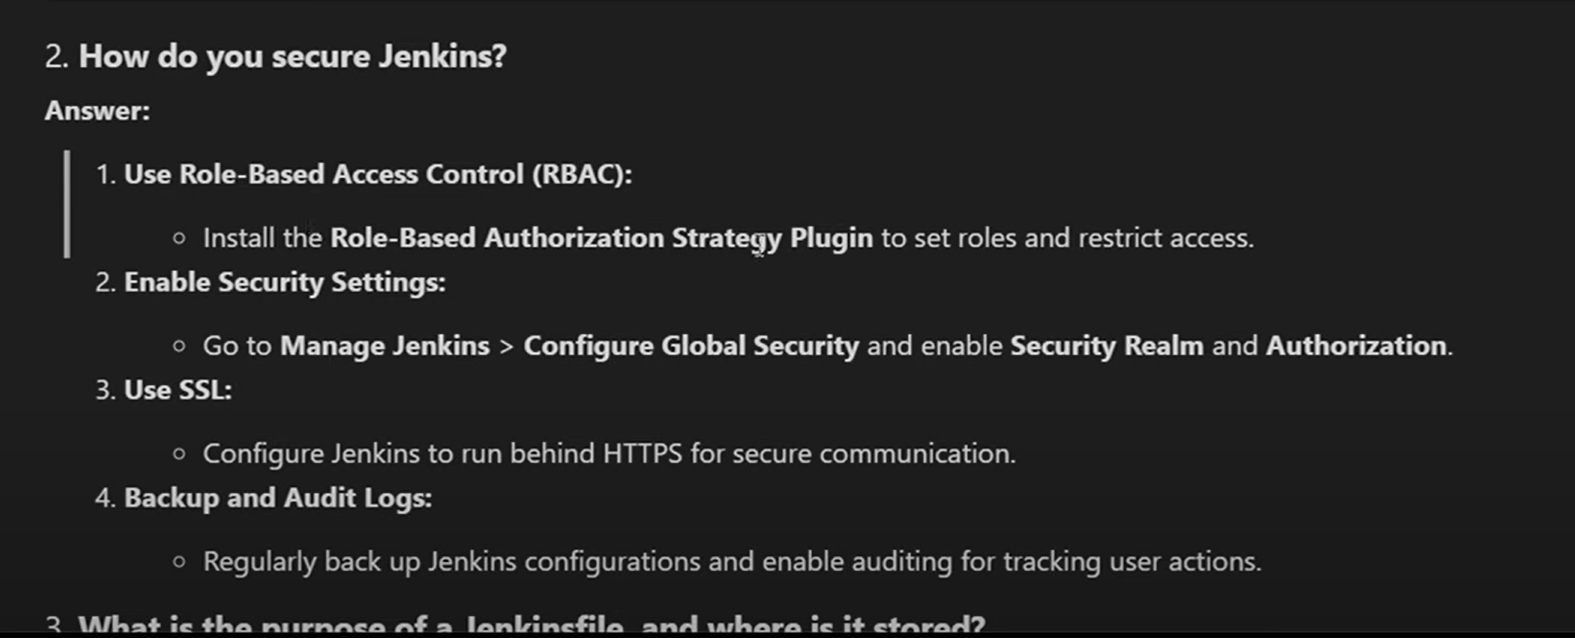 2. How do you secure Jenkins?
Answer:
1. Use Role-Based Access Control (RBAC):
○ Install the Role-Based Authorization Strategy Plugin to set roles and restrict access.
2. Enable Security Settings:
○ Go to Manage Jenkins > Configure Global Security and enable Security Realm and Authorization.
3. Use SSL:
○ Configure Jenkins to run behind HTTPS for secure communication.
4. Backup and Audit Logs:
○ Regularly back up Jenkins configurations and enable auditing for tracking user actions.
3. What is the purpose of a Jenkinsfile, and where is it stored?